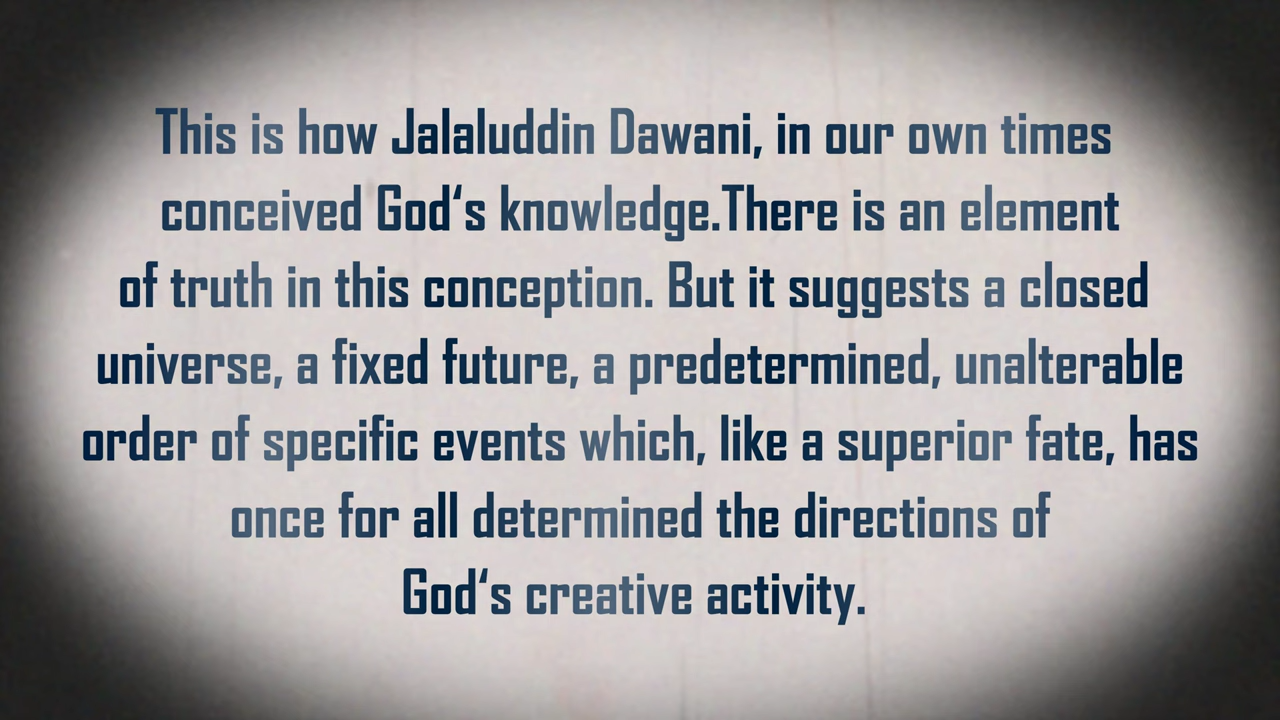 This is how Jalaluddin Dawani, in our own times
conceived God‘s knowledge.There is an element
of truth in this conception. But it suggests a closed
universe, a fixed future, a predetermined, unalterable
order of specific events which, like a superior fate, has
once for all determined the directions of
God‘s creative activity.